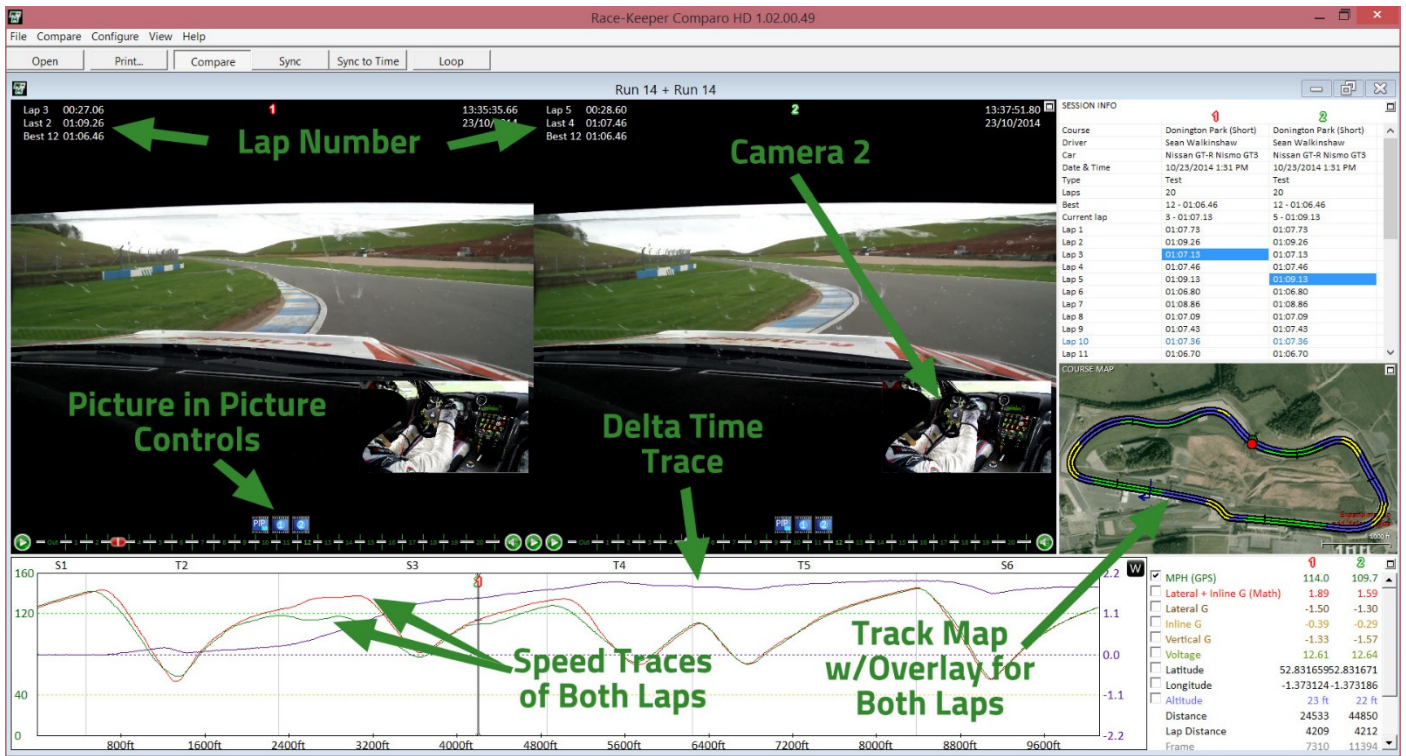 Race-Keeper Comparo HD 1.02.00.49
File Compare Configure View Help
Open Print... Compare Sync Sync to Time Loop
Run 14 + Run 14
Lap 3 00:27.06
Last 2 01:09.26
Best 12 01:06.46
1
13:35:35.66
23/10/2014
Lap 5 00:28.60
Last 4 01:07.46
Best 12 01:06.46
2
13:37:51.80
23/10/2014
Lap Number
Camera 2
Picture in Picture
Controls
Delta Time
Trace
PIP 1 2
PIP 1 2
SESSION INFO
1 2
Course Donington Park (Short) Donington Park (Short)
Driver Sean Walkinshaw Sean Walkinshaw
Car Nissan GT-R Nismo GT3 Nissan GT-R Nismo GT3
Date & Time 10/23/2014 1:31 PM 10/23/2014 1:31 PM
Type Test Test
Laps 20 20
Best 12 - 01:06.46 12 - 01:06.46
Current lap 3 - 01:07.13 5 - 01:09.13
Lap 1 01:07.73 01:07.73
Lap 2 01:09.26 01:09.26
Lap 3 01:07.13 01:07.13
Lap 4 01:07.46 01:07.46
Lap 5 01:09.13 01:09.13
Lap 6 01:06.80 01:06.80
Lap 7 01:08.86 01:08.86
Lap 8 01:07.09 01:07.09
Lap 9 01:07.43 01:07.43
Lap 10 01:07.36 01:07.36
Lap 11 01:06.70 01:06.70
COURSE MAP
1000 ft
S1 T2 S3 T4 T5 S6
160 2.2
120 1.1
0.0
40 -1.1
0 -2.2
800ft 1600ft 2400ft 3200ft 4000ft 4800ft 5600ft 6400ft 7200ft 8000ft 8800ft 9600ft
Speed Traces
of Both Laps
Track Map
w/Overlay for
Both Laps
W
1 2
MPH (GPS) 114.0 109.7
Lateral + Inline G (Math) 1.89 1.59
Lateral G -1.50 -1.30
Inline G -0.39 -0.29
Vertical G -1.33 -1.57
Voltage 12.61 12.64
Latitude 52.83165952.831671
Longitude -1.373124-1.373186
Altitude 23 ft 22 ft
Distance 24533 44850
Lap Distance 4209 4212
Frame 7310 11394